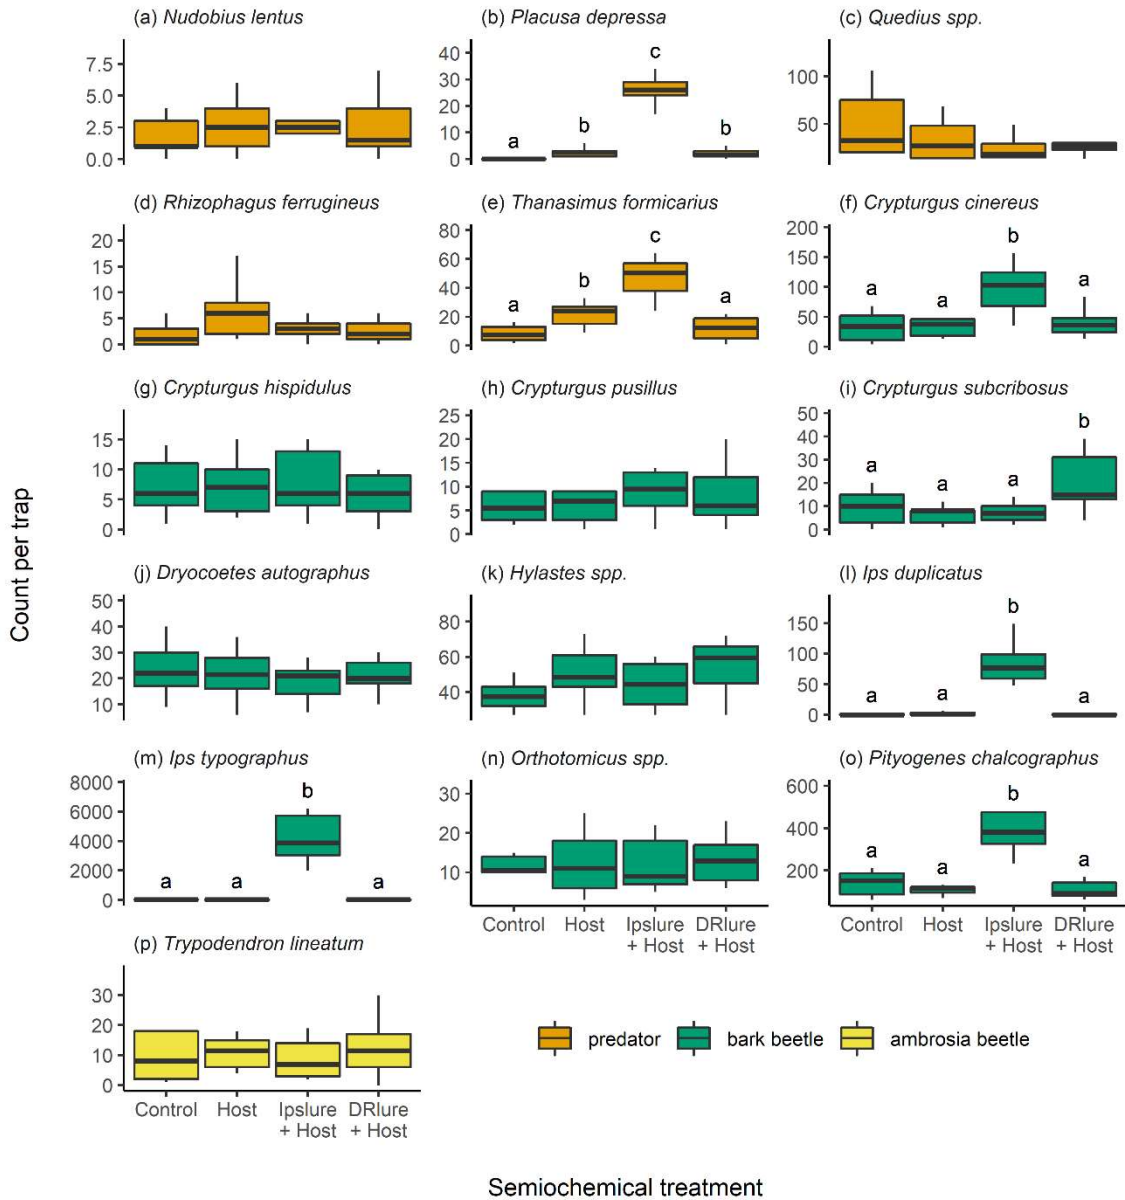 (a) Nudobius lentus
(b) Placusa depressa
(c) Quedius spp.
7.5
5.0
2.5
0.0
40
30
20
10
0
a
b
c
b
100
50
(d) Rhizophagus ferrugineus
(e) Thanasimus formicarius
(f) Crypturgus cinereus
20
15
10
5
0
80
60
40
20
0
a
b
c
a
200
150
100
50
0
a
a
b
a
(g) Crypturgus hispidulus
(h) Crypturgus pusillus
(i) Crypturgus subcribosus
15
10
5
0
25
20
15
10
5
0
50
40
30
20
10
0
a
a
a
b
(j) Dryocoetes autographus
(k) Hylastes spp.
(l) Ips duplicatus
50
40
30
20
10
80
60
40
150
100
50
0
a
a
b
a
(m) Ips typographus
(n) Orthotomicus spp.
(o) Pityogenes chalcographus
8000
6000
4000
2000
0
a
a
b
a
30
20
10
600
400
200
a
a
b
a
Control
Host
Ipslure
+ Host
DRlure
+ Host
Control
Host
Ipslure
+ Host
DRlure
+ Host
(p) Trypodendron lineatum
30
20
10
0
Control
Host
Ipslure
+ Host
DRlure
+ Host
predator
bark beetle
ambrosia beetle
Count per trap
Semiochemical treatment